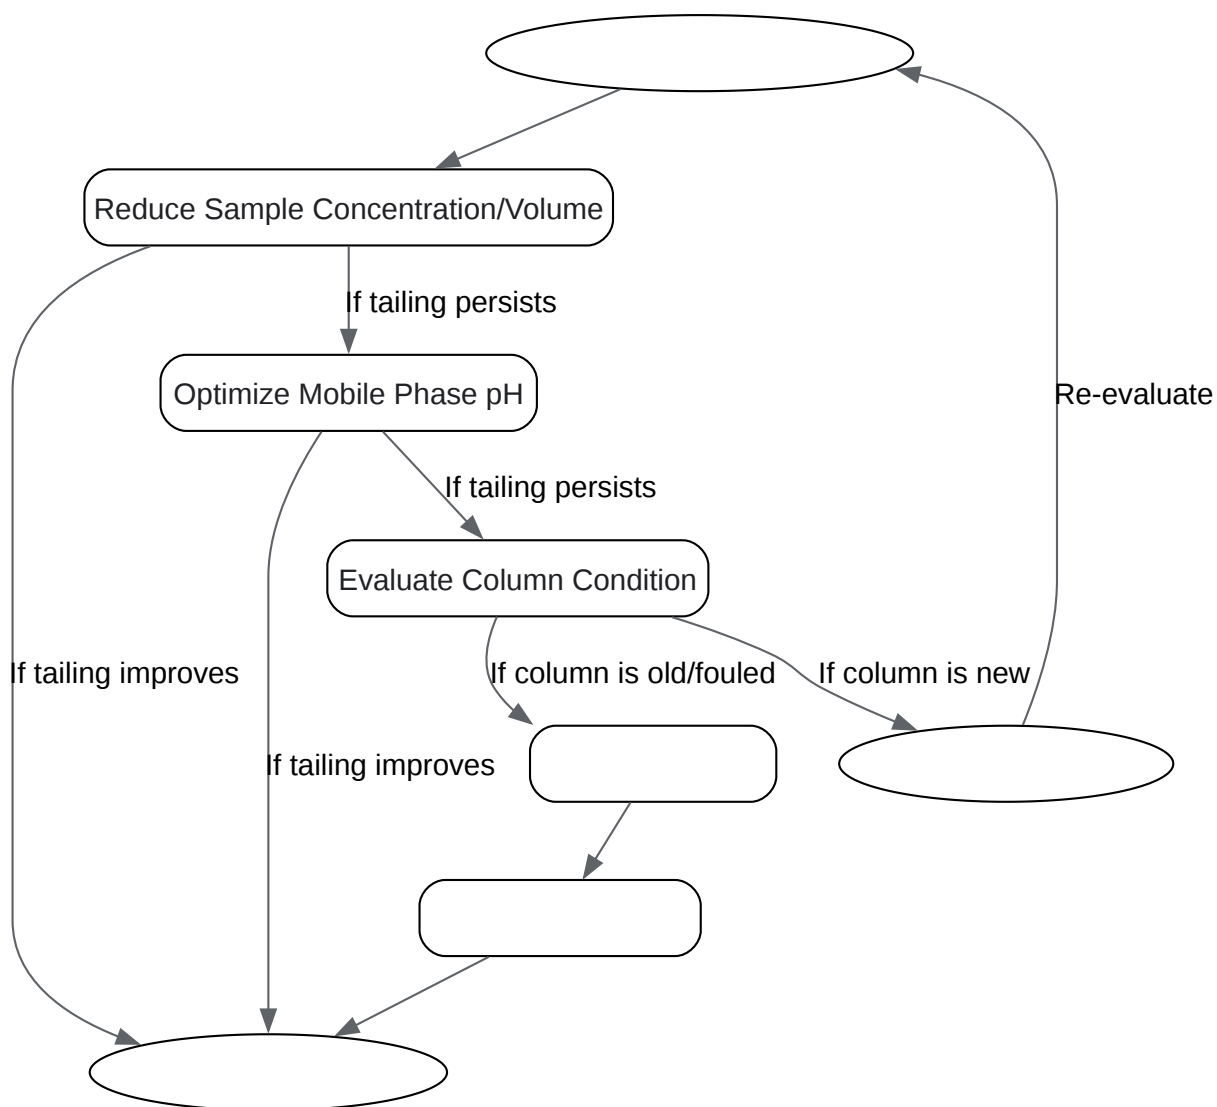 Reduce Sample Concentration/Volume
If tailing persists
Optimize Mobile Phase pH
Re-evaluate
If tailing persists
Evaluate Column Condition
If tailing improves
If column is old/fouled
If column is new
If tailing improves